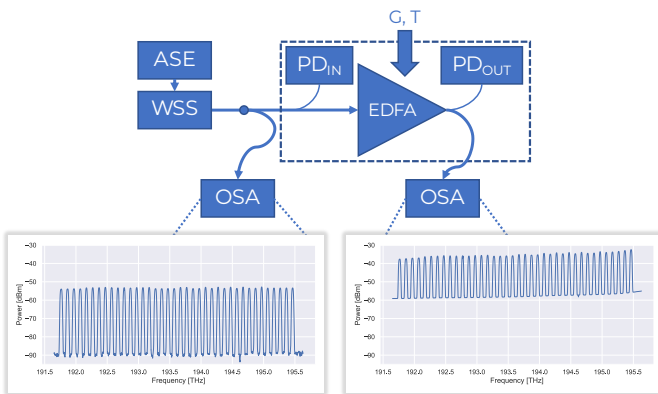 G, T
ASE
PD_IN
PD_OUT
EDFA
WSS
OSA
OSA
−30
−40
−50
−60
−70
−80
−90
Power [dBm]
191.5 192.0 192.5 193.0 193.5 194.0 194.5 195.0 195.5
Frequency [THz]
−30
−40
−50
−60
−70
−80
−90
Power [dBm]
191.5 192.0 192.5 193.0 193.5 194.0 194.5 195.0 195.5
Frequency [THz]